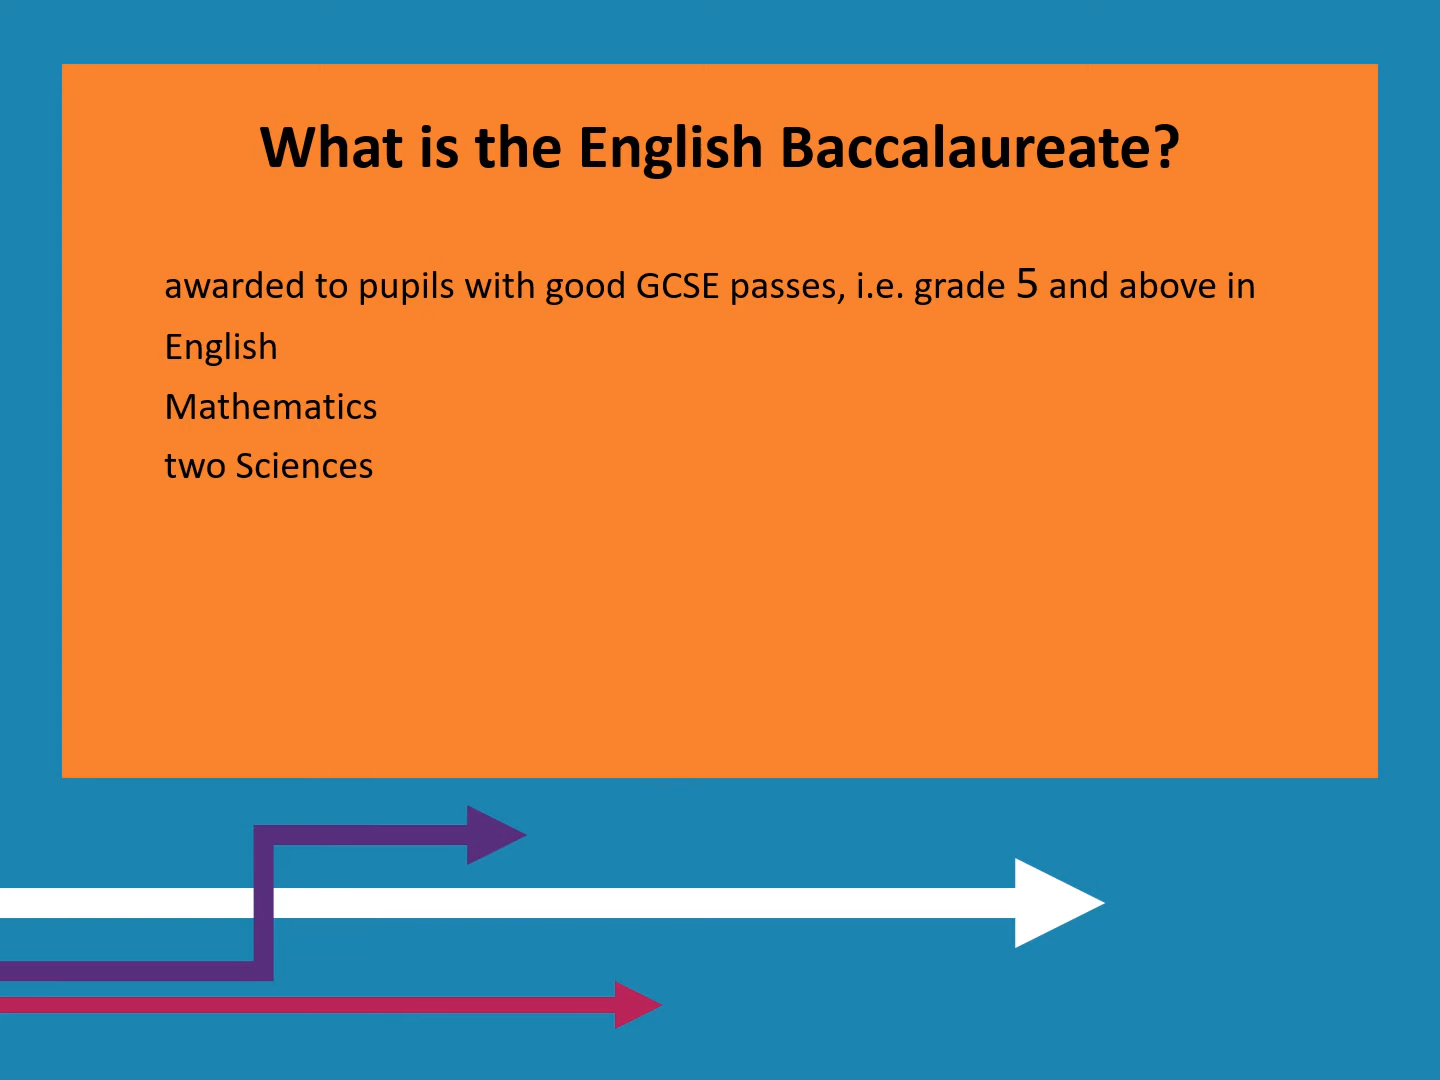 What is the English Baccalaureate?
awarded to pupils with good GCSE passes, i.e. grade 5 and above in
English
Mathematics
two Sciences